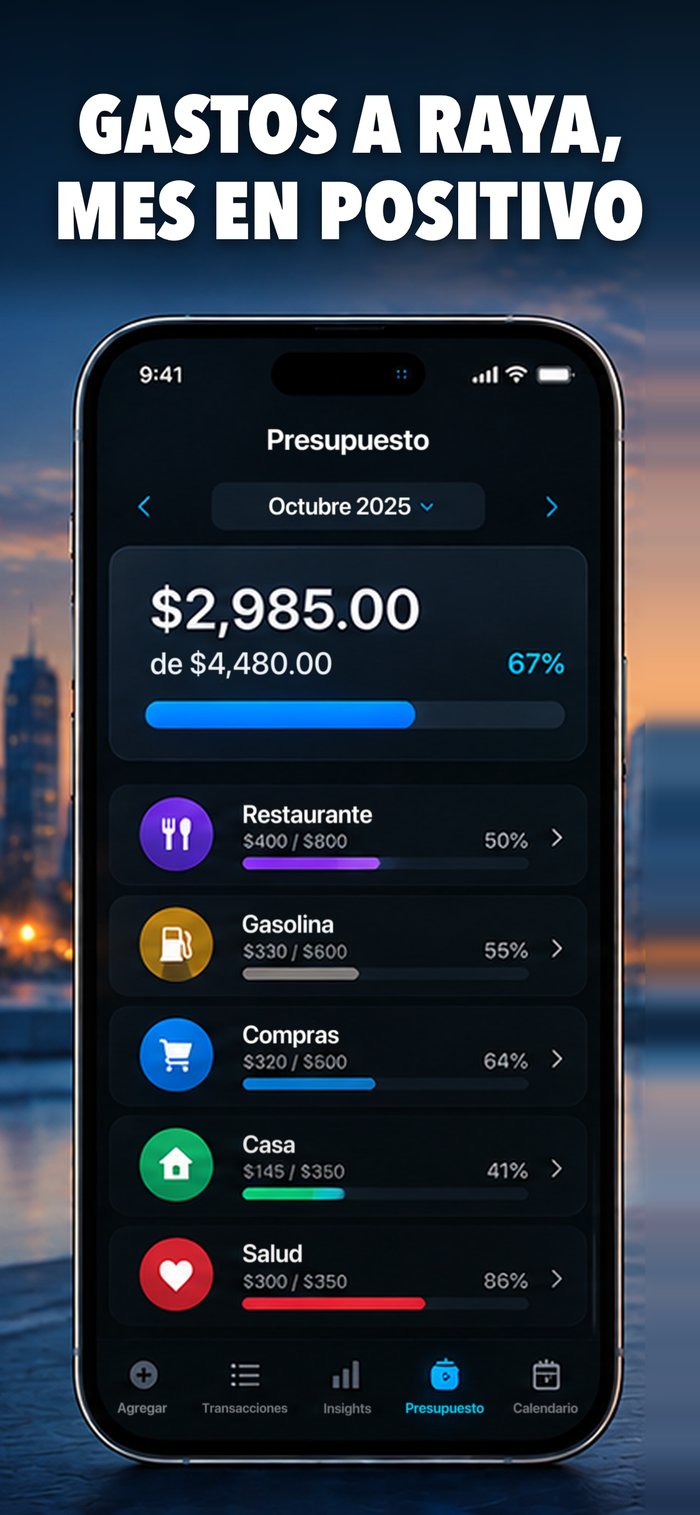 GASTOS A RAYA,
MES EN POSITIVO
9:41
Presupuesto
Octubre 2025
$2,985.00
de $4,480.00
67%
Restaurante
$400 / $800
50%
Gasolina
$330 / $600
55%
Compras
$320 / $600
64%
Casa
$145 / $350
41%
Salud
$300 / $350
86%
Agregar
Transacciones
Insights
Presupuesto
Calendario